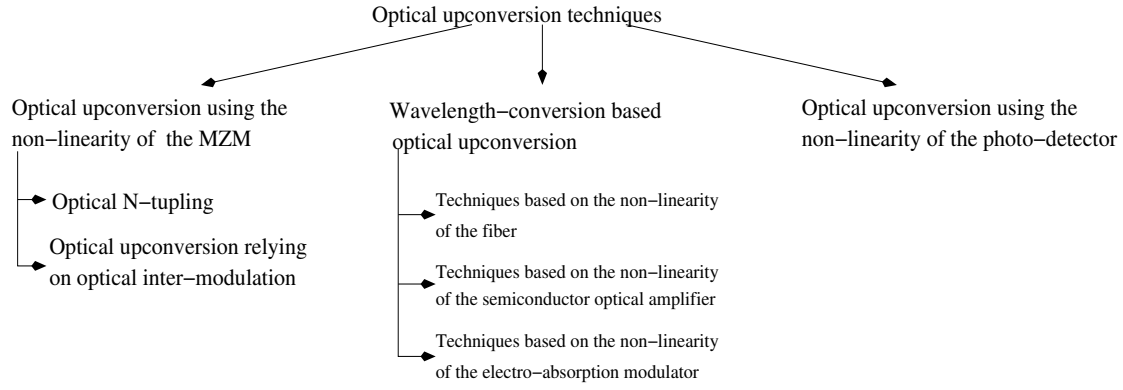 Optical upconversion techniques
Optical upconversion using the
non−linearity of the MZM
Optical N−tupling
Optical upconversion relying
on optical inter−modulation
Wavelength−conversion based
optical upconversion
Techniques based on the non−linearity
of the fiber
Techniques based on the non−linearity
of the semiconductor optical amplifier
Techniques based on the non−linearity
of the electro−absorption modulator
Optical upconversion using the
non−linearity of the photo−detector